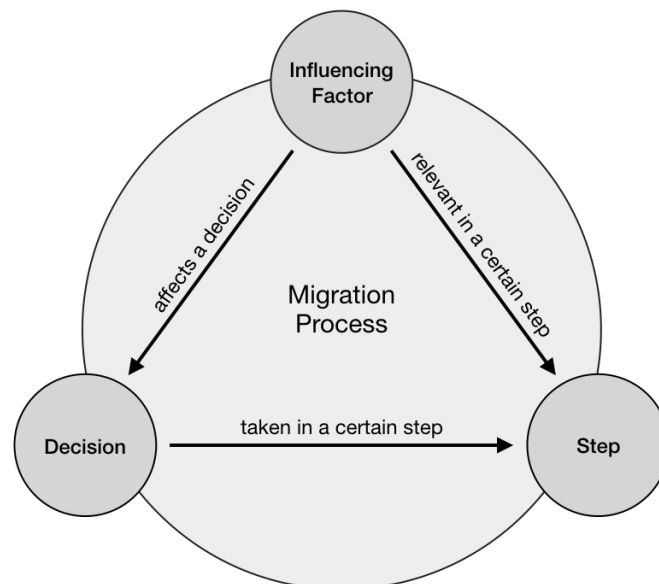 Influencing
Factor
affects a decision
relevant in a certain step
Migration
Process
Decision
taken in a certain step
Step